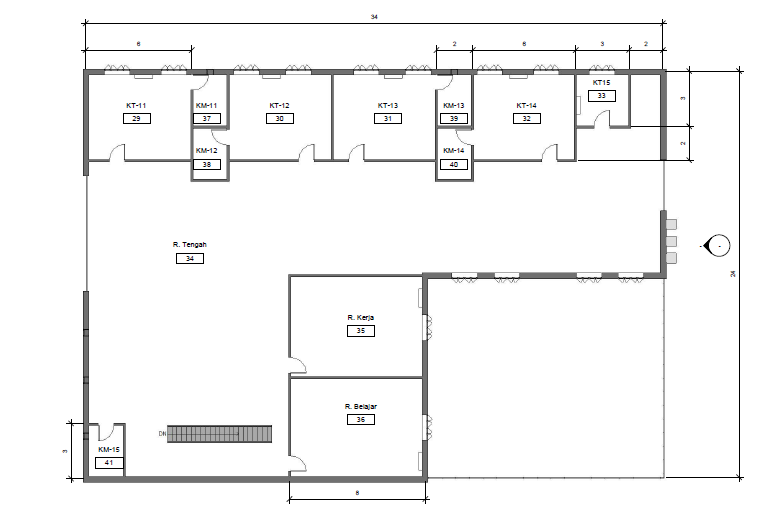 34
6
2
6
3
2
KT-11
29
KM-11
37
KT-12
30
KT-13
31
KM-13
39
KT-14
32
KT15
33
3
KM-12
38
KM-14
40
2
R. Tengah
34
24
R. Kerja
35
R. Belajar
36
DN
KM-15
41
3
8